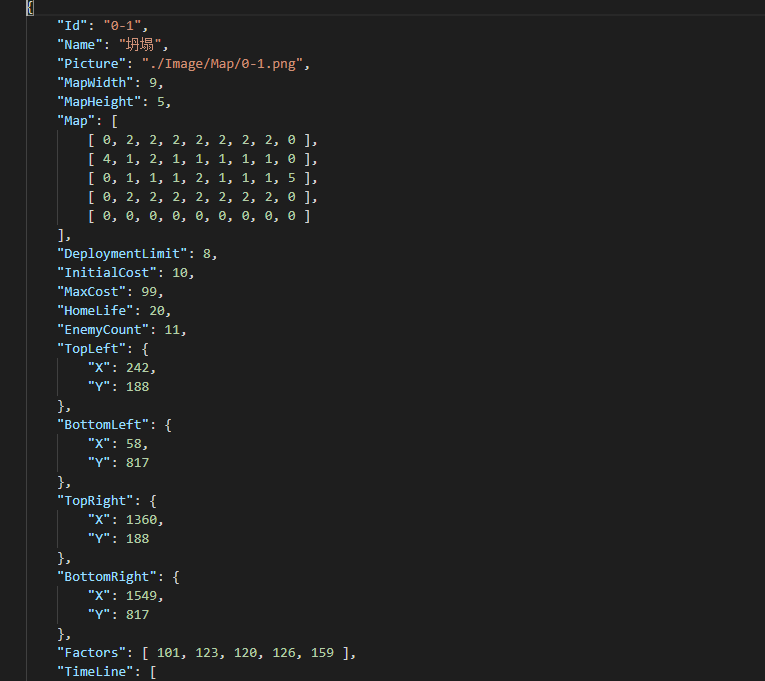 {
"Id": "0-1",
"Name": "坍塌",
"Picture": "./Image/Map/0-1.png",
"MapWidth": 9,
"MapHeight": 5,
"Map": [
[ 0, 2, 2, 2, 2, 2, 2, 2, 0 ],
[ 4, 1, 2, 1, 1, 1, 1, 1, 0 ],
[ 0, 1, 1, 1, 2, 1, 1, 1, 5 ],
[ 0, 2, 2, 2, 2, 2, 2, 2, 0 ],
[ 0, 0, 0, 0, 0, 0, 0, 0, 0 ]
],
"DeploymentLimit": 8,
"InitialCost": 10,
"MaxCost": 99,
"HomeLife": 20,
"EnemyCount": 11,
"TopLeft": {
"X": 242,
"Y": 188
},
"BottomLeft": {
"X": 58,
"Y": 817
},
"TopRight": {
"X": 1360,
"Y": 188
},
"BottomRight": {
"X": 1549,
"Y": 817
},
"Factors": [ 101, 123, 120, 126, 159 ],
"TimeLine": [